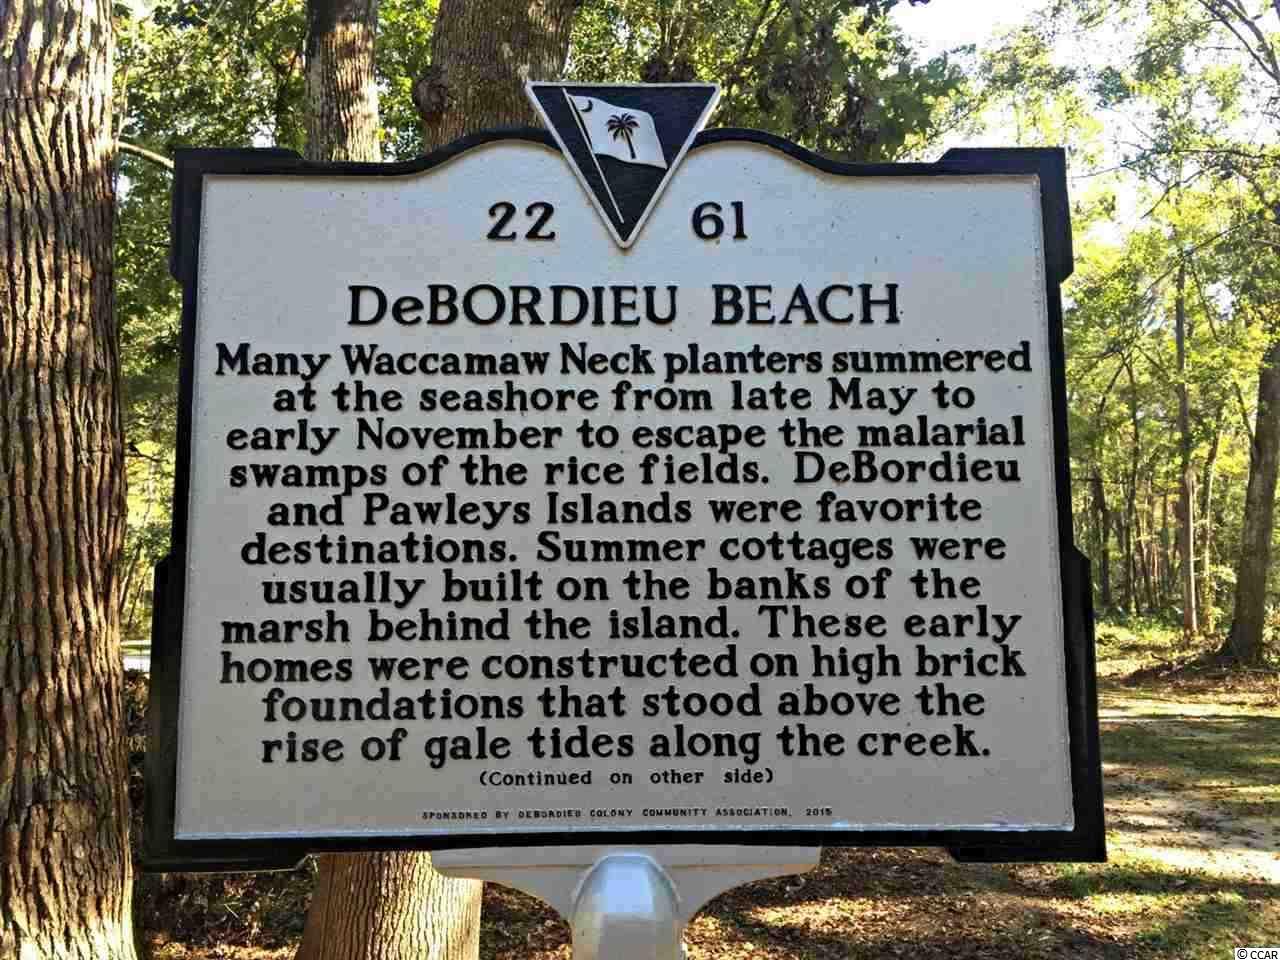 22 61
DeBORDIEU BEACH
Many Waccamaw Neck planters summered
at the seashore from late May to
early November to escape the malarial
swamps of the rice fields. DeBordieu
and Pawleys Islands were favorite
destinations. Summer cottages were
usually built on the banks of the
marsh behind the island. These early
homes were constructed on high brick
foundations that stood above the
rise of gale tides along the creek.
(Continued on other side)
SPONSORED BY DEBORDIEU COLONY COMMUNITY ASSOCIATION, 2015
© CCAR